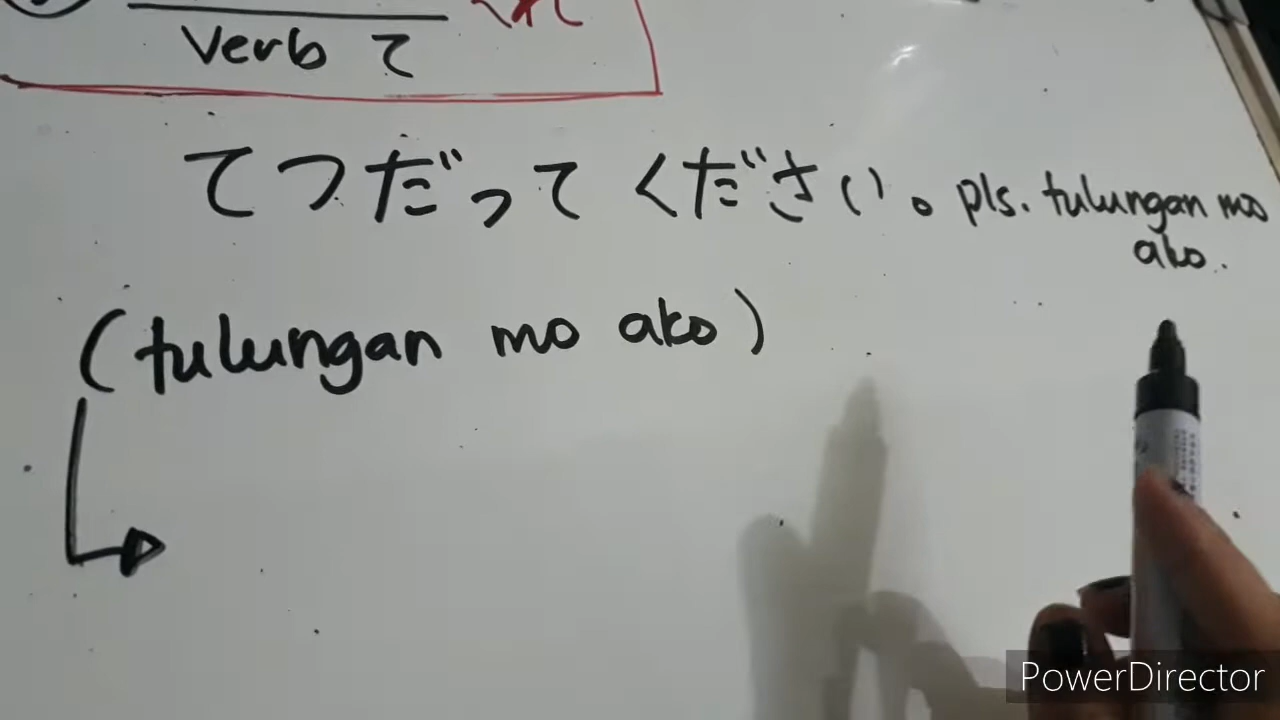 Verb て
てつだって ください。 pls. tulungan mo
ako.
(tulungan mo ako)
PowerDirector